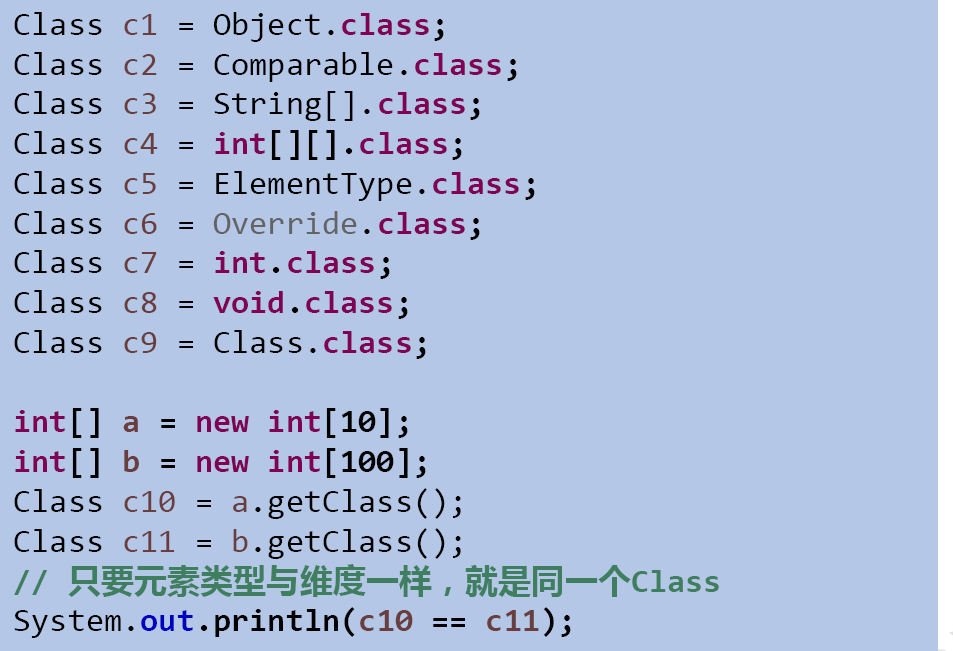 Class c1 = Object.class;
Class c2 = Comparable.class;
Class c3 = String[].class;
Class c4 = int[][].class;
Class c5 = ElementType.class;
Class c6 = Override.class;
Class c7 = int.class;
Class c8 = void.class;
Class c9 = Class.class;
int[] a = new int[10];
int[] b = new int[100];
Class c10 = a.getClass();
Class c11 = b.getClass();
// 只要元素类型与维度一样，就是同一个Class
System.out.println(c10 == c11);